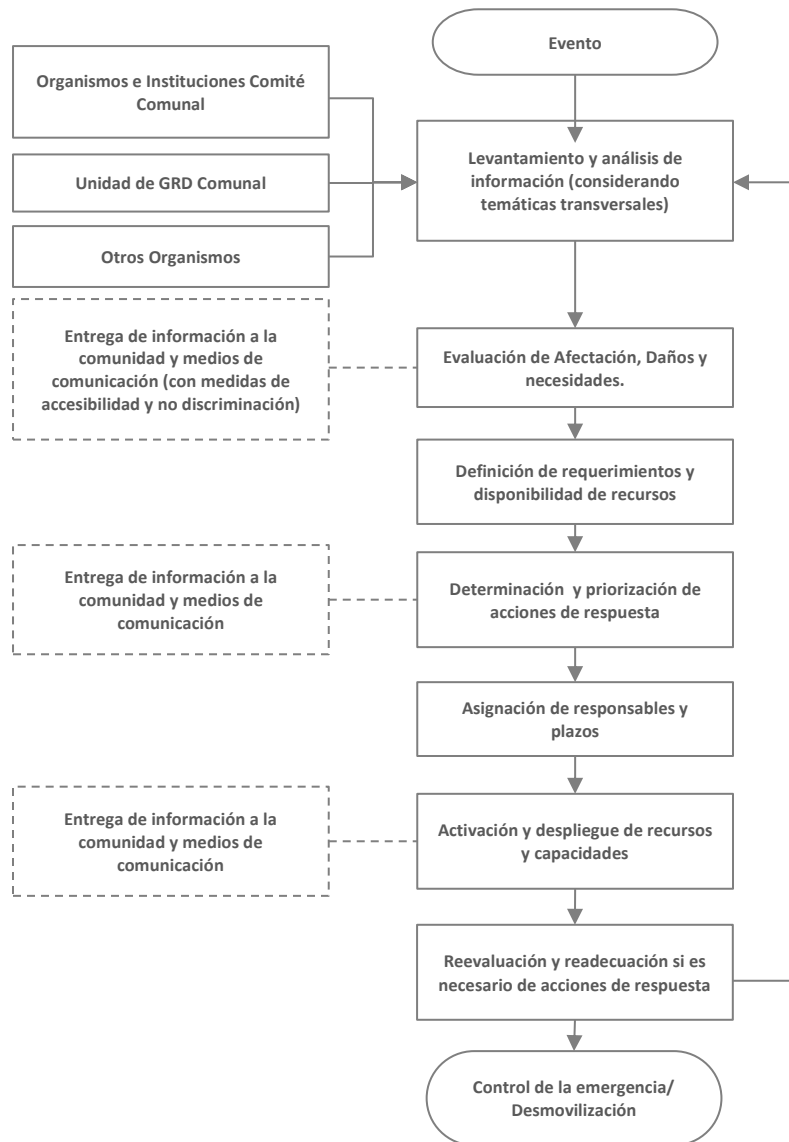 Evento
Organismos e Instituciones Comité
Comunal
Unidad de GRD Comunal
Otros Organismos
Levantamiento y análisis de
información (considerando
temáticas transversales)
Entrega de información a la
comunidad y medios de
comunicación (con medidas de
accesibilidad y no discriminación)
Evaluación de Afectación, Daños y
necesidades.
Definición de requerimientos y
disponibilidad de recursos
Entrega de información a la
comunidad y medios de
comunicación
Determinación y priorización de
acciones de respuesta
Asignación de responsables y
plazos
Entrega de información a la
comunidad y medios de
comunicación
Activación y despliegue de recursos
y capacidades
Reevaluación y readecuación si es
necesario de acciones de respuesta
Control de la emergencia/
Desmovilización